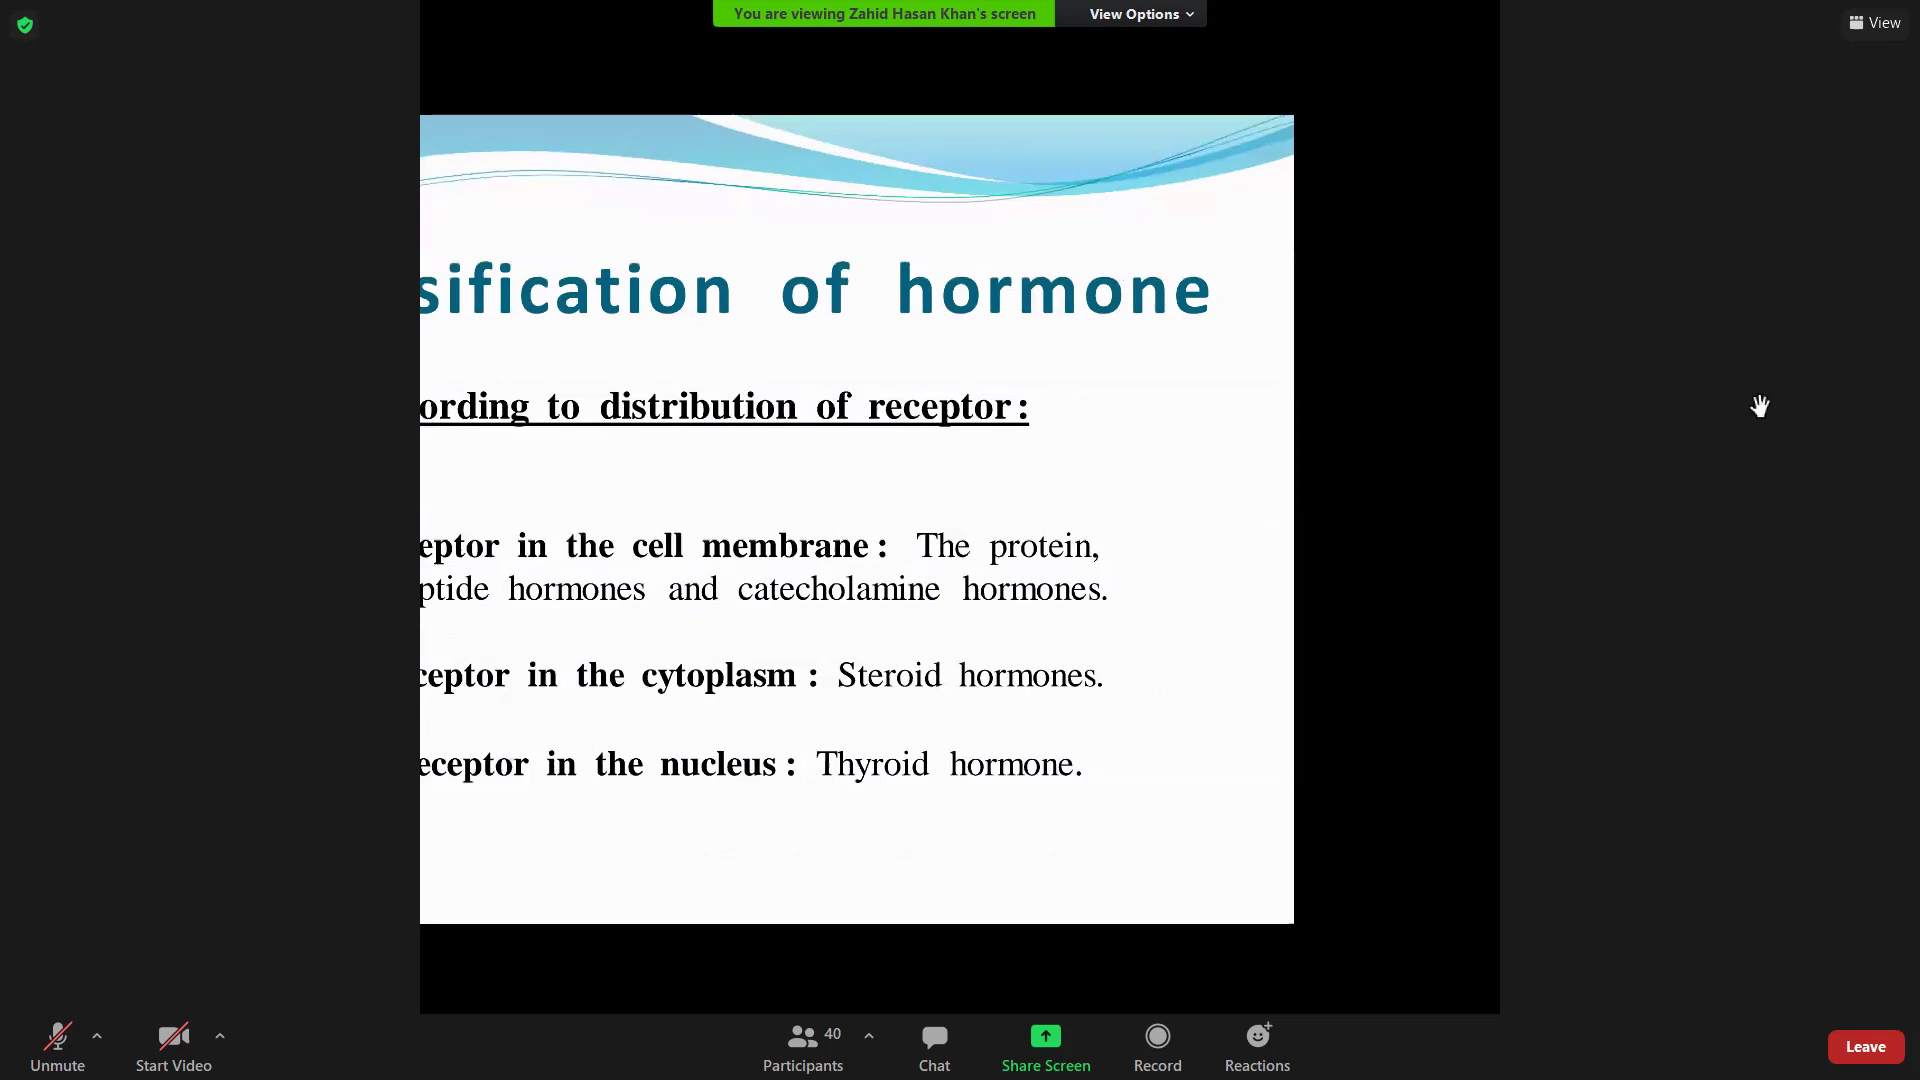 You are viewing Zahid Hasan Khan's screen
View Options
View
sification of hormone
ording to distribution of receptor:
eptor in the cell membrane: The protein,
ptide hormones and catecholamine hormones.
ceptor in the cytoplasm: Steroid hormones.
eceptor in the nucleus: Thyroid hormone.
Unmute
Start Video
40
Participants
Chat
Share Screen
Record
Reactions
Leave